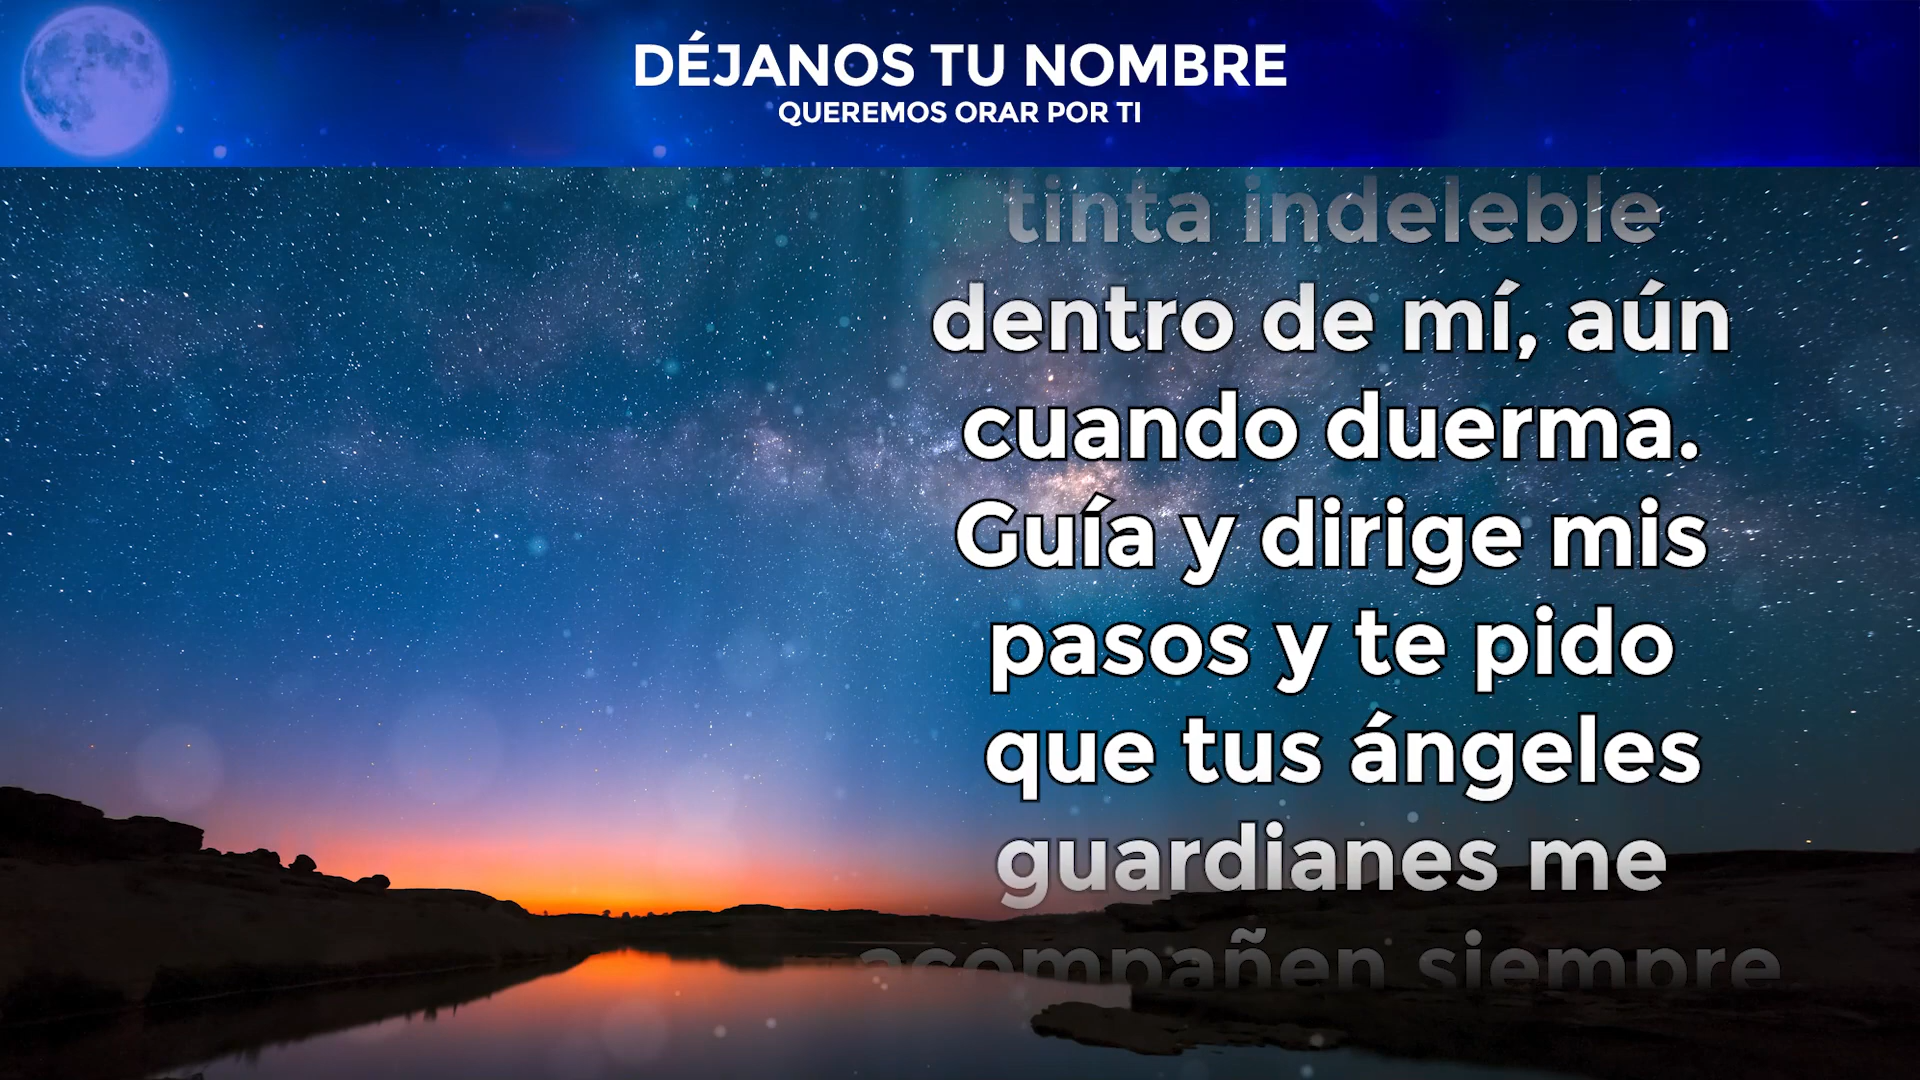 DÉJANOS TU NOMBRE
QUEREMOS ORAR POR TI
tinta indeleble
dentro de mí, aún
cuando duerma.
Guía y dirige mis
pasos y te pido
que tus ángeles
guardianes me
acompañen siempre